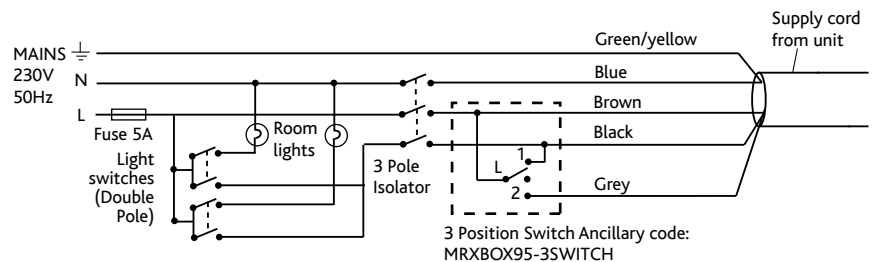 Supply cord
from unit
Green/yellow
MAINS
230V
50Hz
N
Blue
L
Brown
Fuse 5A
Room
lights
Black
Light
switches
(Double
Pole)
3 Pole
Isolator
L
1
2
Grey
3 Position Switch Ancillary code:
MRXBOX95-3SWITCH